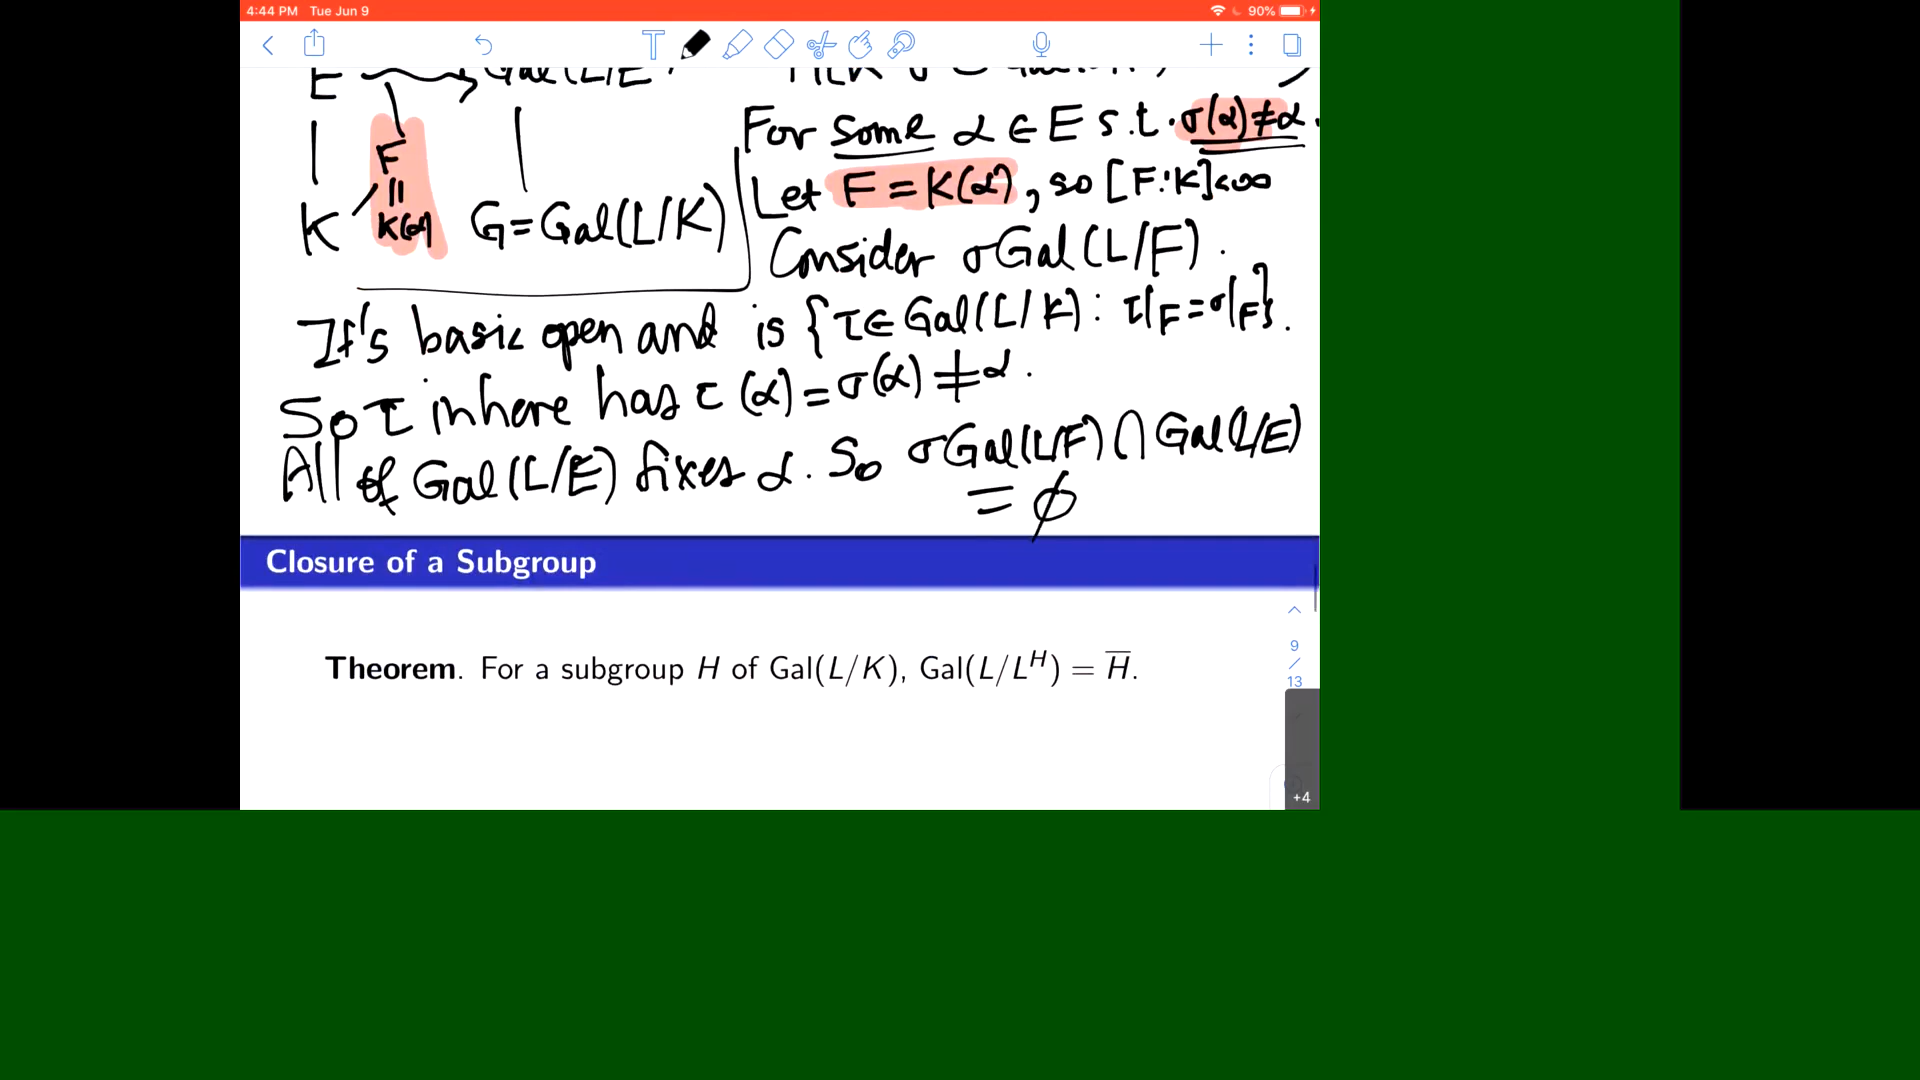 4:44 PM Tue Jun 9
90%
For some α ∈ E s.t. σ(α) ≠ α.
Let F = K(α), so [F:K] < ∞
Consider σGal(L/F).
E
F
=
K(α)
K
G = Gal(L/K)
It's basic open and is {τ ∈ Gal(L/K): τ|F = σ|F}.
So τ in here has τ(α) = σ(α) ≠ α.
All of Gal(L/E) fixes α. So σGal(L/F) ∩ Gal(L/E)
= ∅
Closure of a Subgroup
Theorem. For a subgroup H of Gal(L/K), Gal(L/L^H) = H̅.
9
/
13
+4